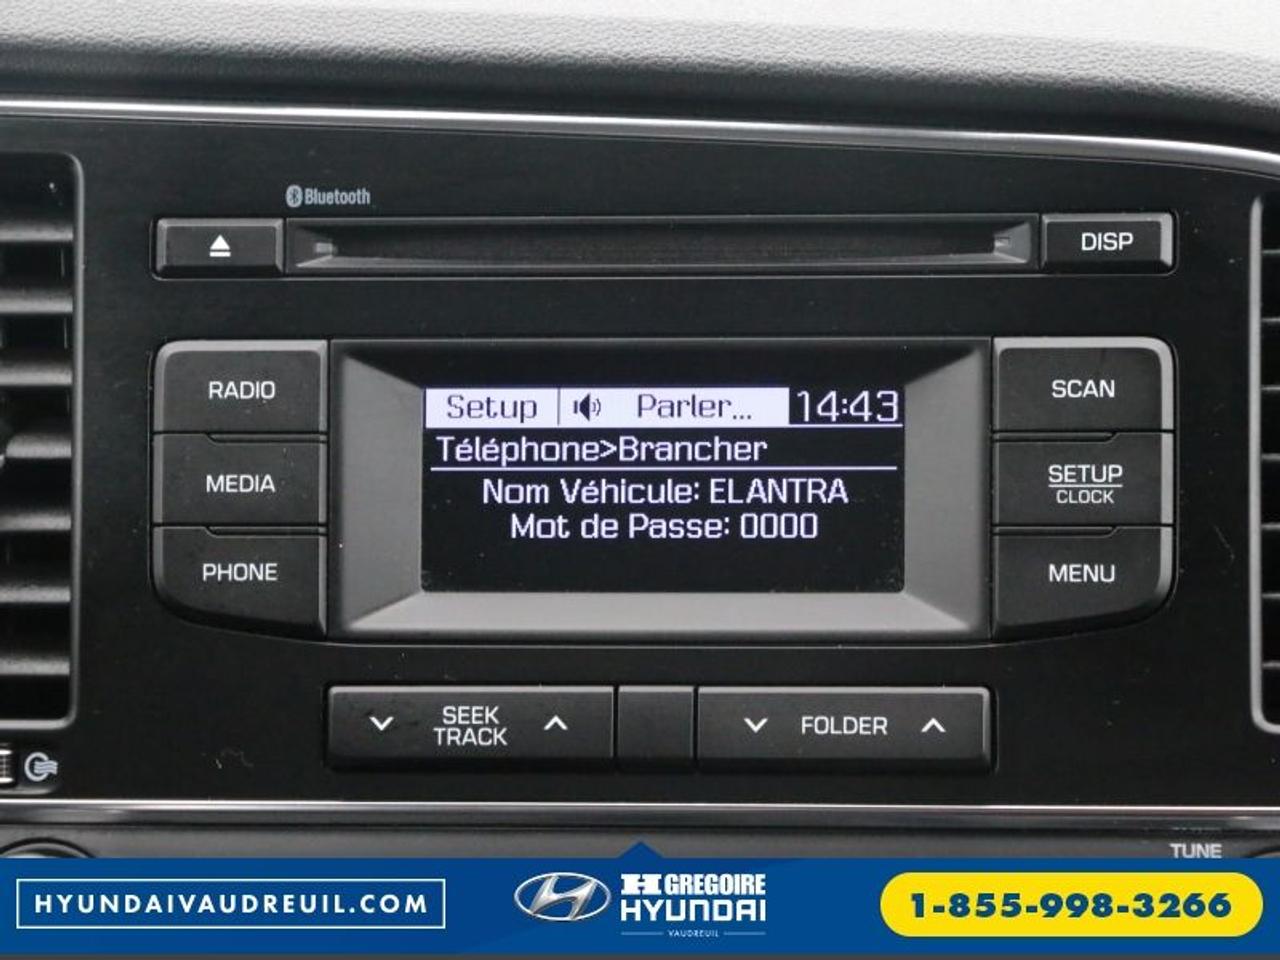 Bluetooth
DISP
RADIO
SCAN
Setup Parler... 14:43
Téléphone>Brancher
MEDIA
SETUP
CLOCK
Nom Véhicule: ELANTRA
Mot de Passe: 0000
PHONE
MENU
SEEK
TRACK
FOLDER
TUNE
HYUNDAIVAUDREUIL.COM
H GREGOIRE
HYUNDAI
VAUDREUIL
1-855-998-3266